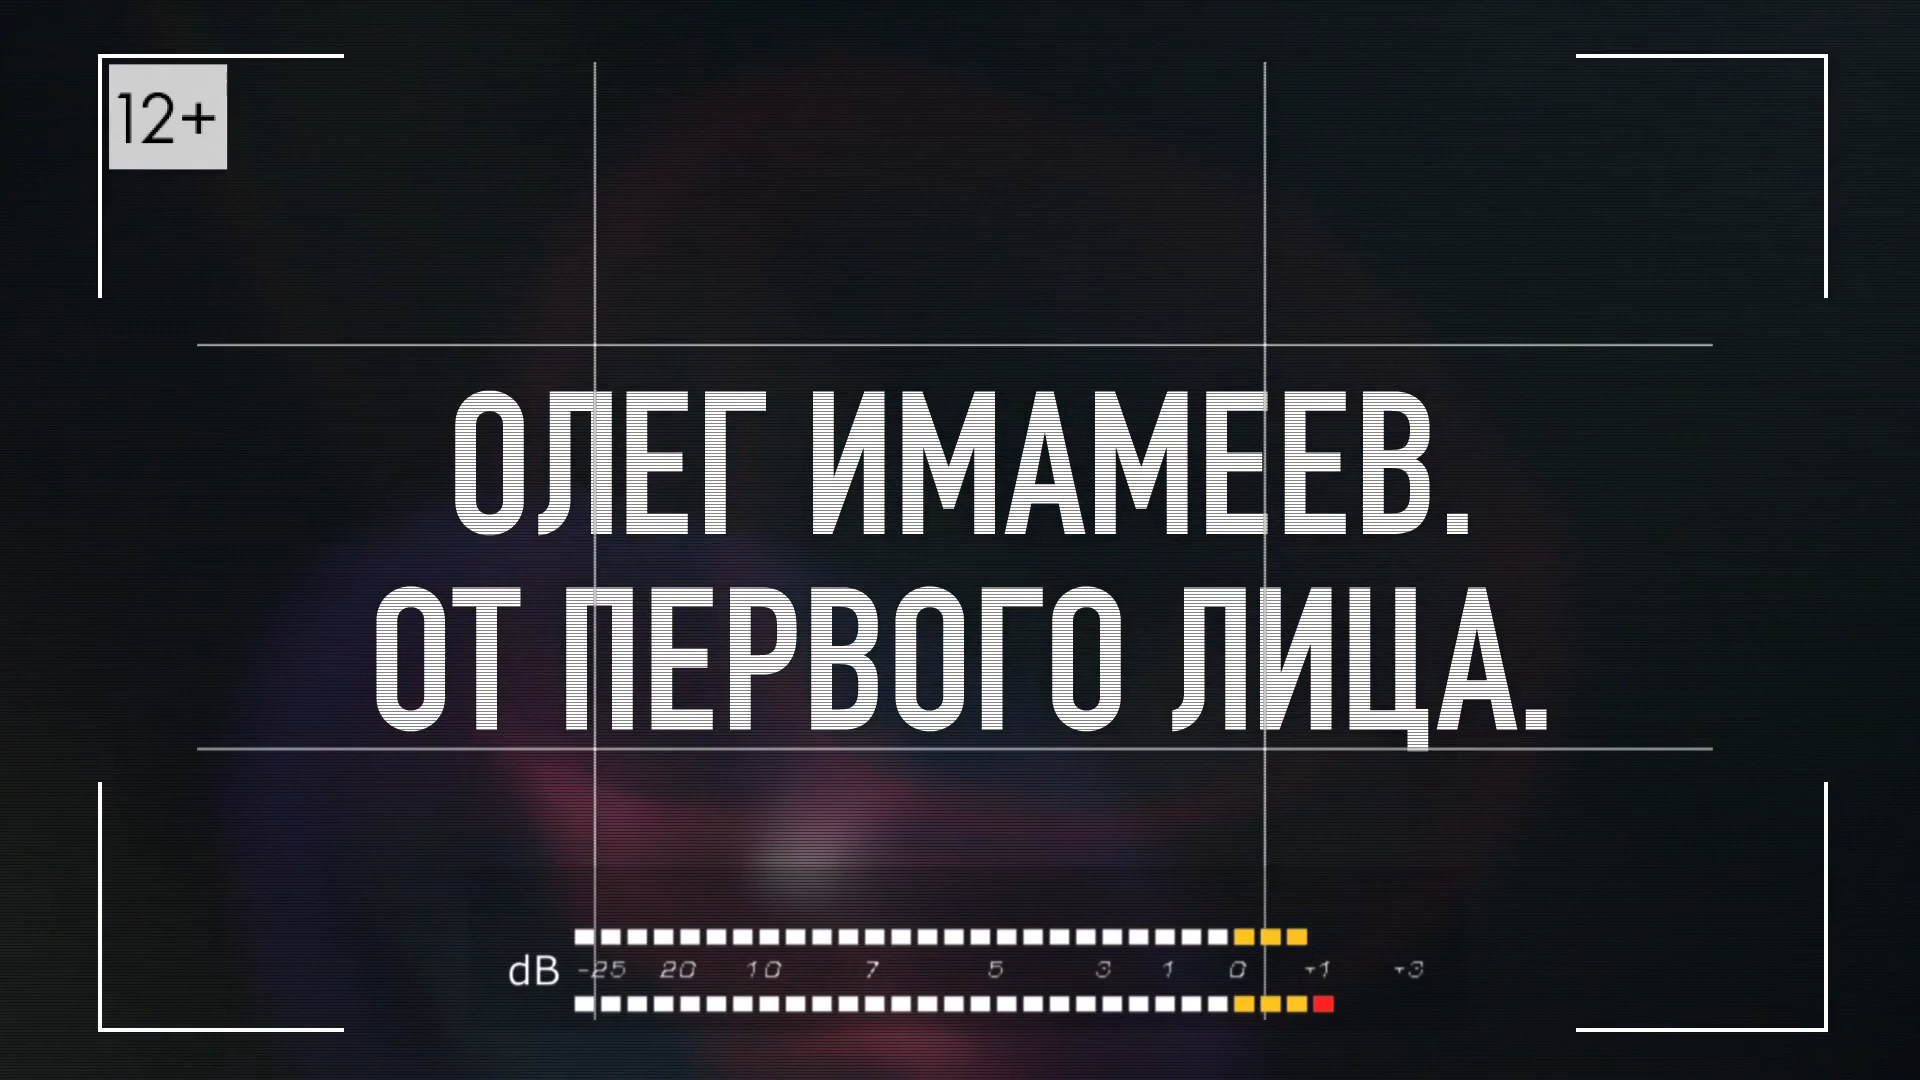 12+
ОЛЕГ ИМАМЕЕВ.
ОТ ПЕРВОГО ЛИЦА.
dB -25 20 10 7 5 3 1 0 +1 +3